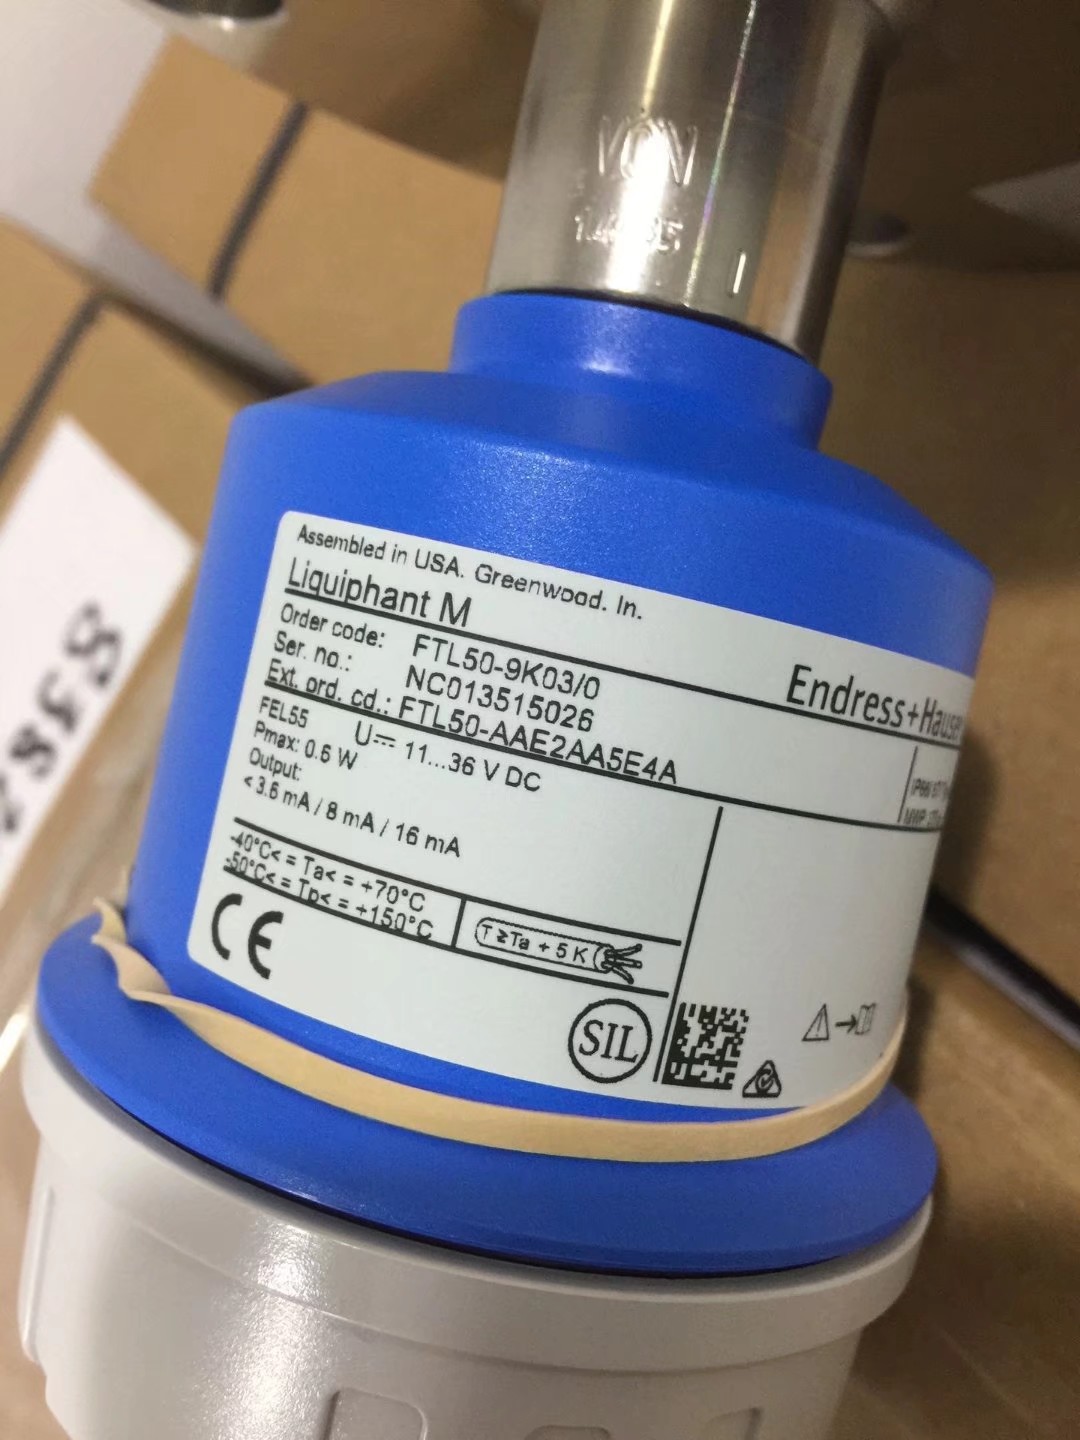 VON
I
Assembled in USA. Greenwood. In.
Liquiphant M
Endress+Hauser
Order code: FTL50-9K03/0
Ser. no.: NC013515026
Ext. ord. cd.: FTL50-AAE2AA5E4A
FEL55 U 11...36 V DC
Pmax: 0.6 W
Output:
< 3.6 mA / 8 mA / 16 mA
-40°C< = Ta< = +70°C
-50°C< = Tp< = +150°C
T ≥Ta + 5 K
CE
SIL